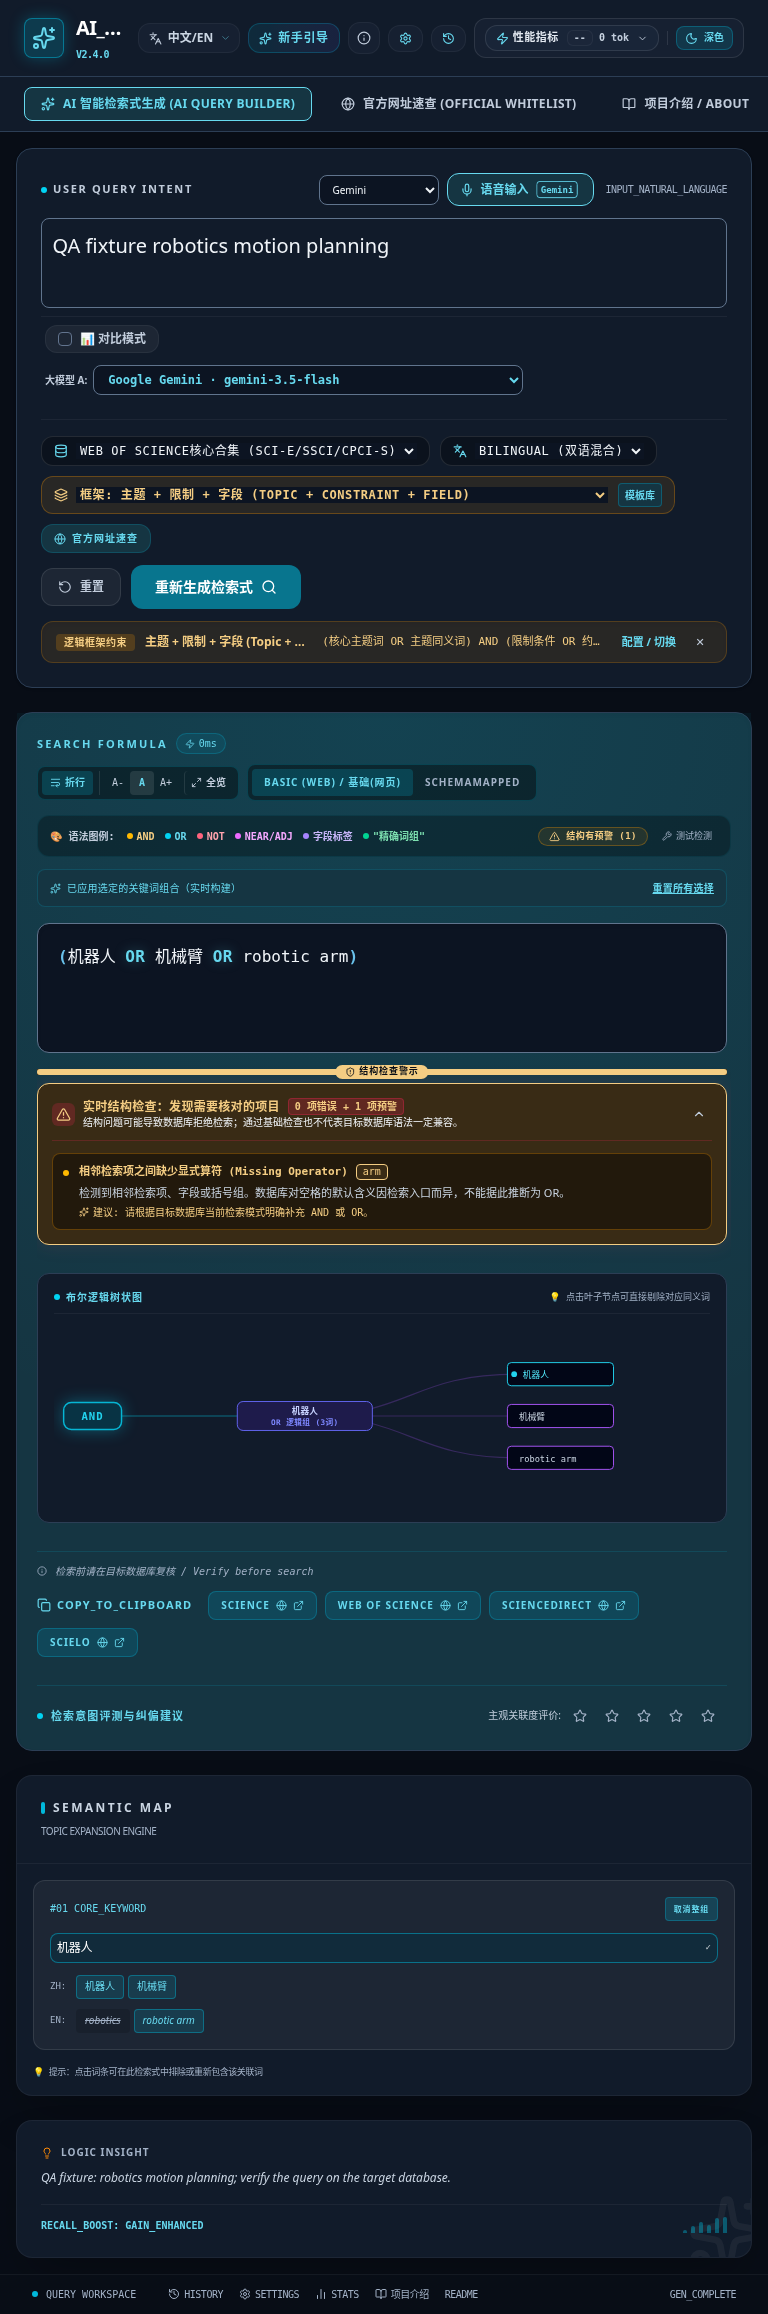 AI_...
V2.4.0
中文/EN
新手引导
性能指标 -- 0 tok
深色
AI 智能检索式生成 (AI QUERY BUILDER)
官方网址速查 (OFFICIAL WHITELIST)
项目介绍 / ABOUT
USER QUERY INTENT
Gemini
语音输入 Gemini
INPUT_NATURAL_LANGUAGE
QA fixture robotics motion planning
📊 对比模式
大模型 A: Google Gemini · gemini-3.5-flash
WEB OF SCIENCE核心合集 (SCI-E/SSCI/CPCI-S)
BILINGUAL (双语混合)
框架: 主题 + 限制 + 字段 (TOPIC + CONSTRAINT + FIELD)
模板库
官方网址速查
重置
重新生成检索式
逻辑框架约束 主题 + 限制 + 字段 (Topic + ... (核心主题词 OR 主题同义词) AND (限制条件 OR 约… 配置 / 切换 ×
SEARCH FORMULA 0ms
折行 A- A A+ 全览
BASIC (WEB) / 基础(网页) SCHEMAMAPPED
🎨 语法图例: AND OR NOT NEAR/ADJ 字段标签 "精确词组"
结构有预警 (1) 测试检测
已应用选定的关键词组合（实时构建）
重置所有选择
(机器人 OR 机械臂 OR robotic arm)
结构检查警示
实时结构检查：发现需要核对的项目 0 项错误 + 1 项预警
结构问题可能导致数据库拒绝检索；通过基础检查也不代表目标数据库语法一定兼容。
相邻检索项之间缺少显式算符 (Missing Operator) arm
检测到相邻检索项、字段或括号组。数据库对空格的默认含义因检索入口而异，不能据此推断为 OR。
建议: 请根据目标数据库当前检索模式明确补充 AND 或 OR。
布尔逻辑树状图
💡 点击叶子节点可直接剔除对应同义词
AND
机器人
OR 逻辑组 (3词)
机器人
机械臂
robotic arm
检索前请在目标数据库复核 / Verify before search
COPY_TO_CLIPBOARD
SCIENCE
WEB OF SCIENCE
SCIENCEDIRECT
SCIELO
检索意图评测与纠偏建议
主观关联度评价:
SEMANTIC MAP
TOPIC EXPANSION ENGINE
#01 CORE_KEYWORD
取消整组
机器人 ✓
ZH: 机器人 机械臂
EN: robotics robotic arm
💡 提示: 点击词条可在此检索式中排除或重新包含该关联词
LOGIC INSIGHT
QA fixture: robotics motion planning; verify the query on the target database.
RECALL_BOOST: GAIN_ENHANCED
QUERY WORKSPACE
HISTORY
SETTINGS
STATS
项目介绍
README
GEN_COMPLETE